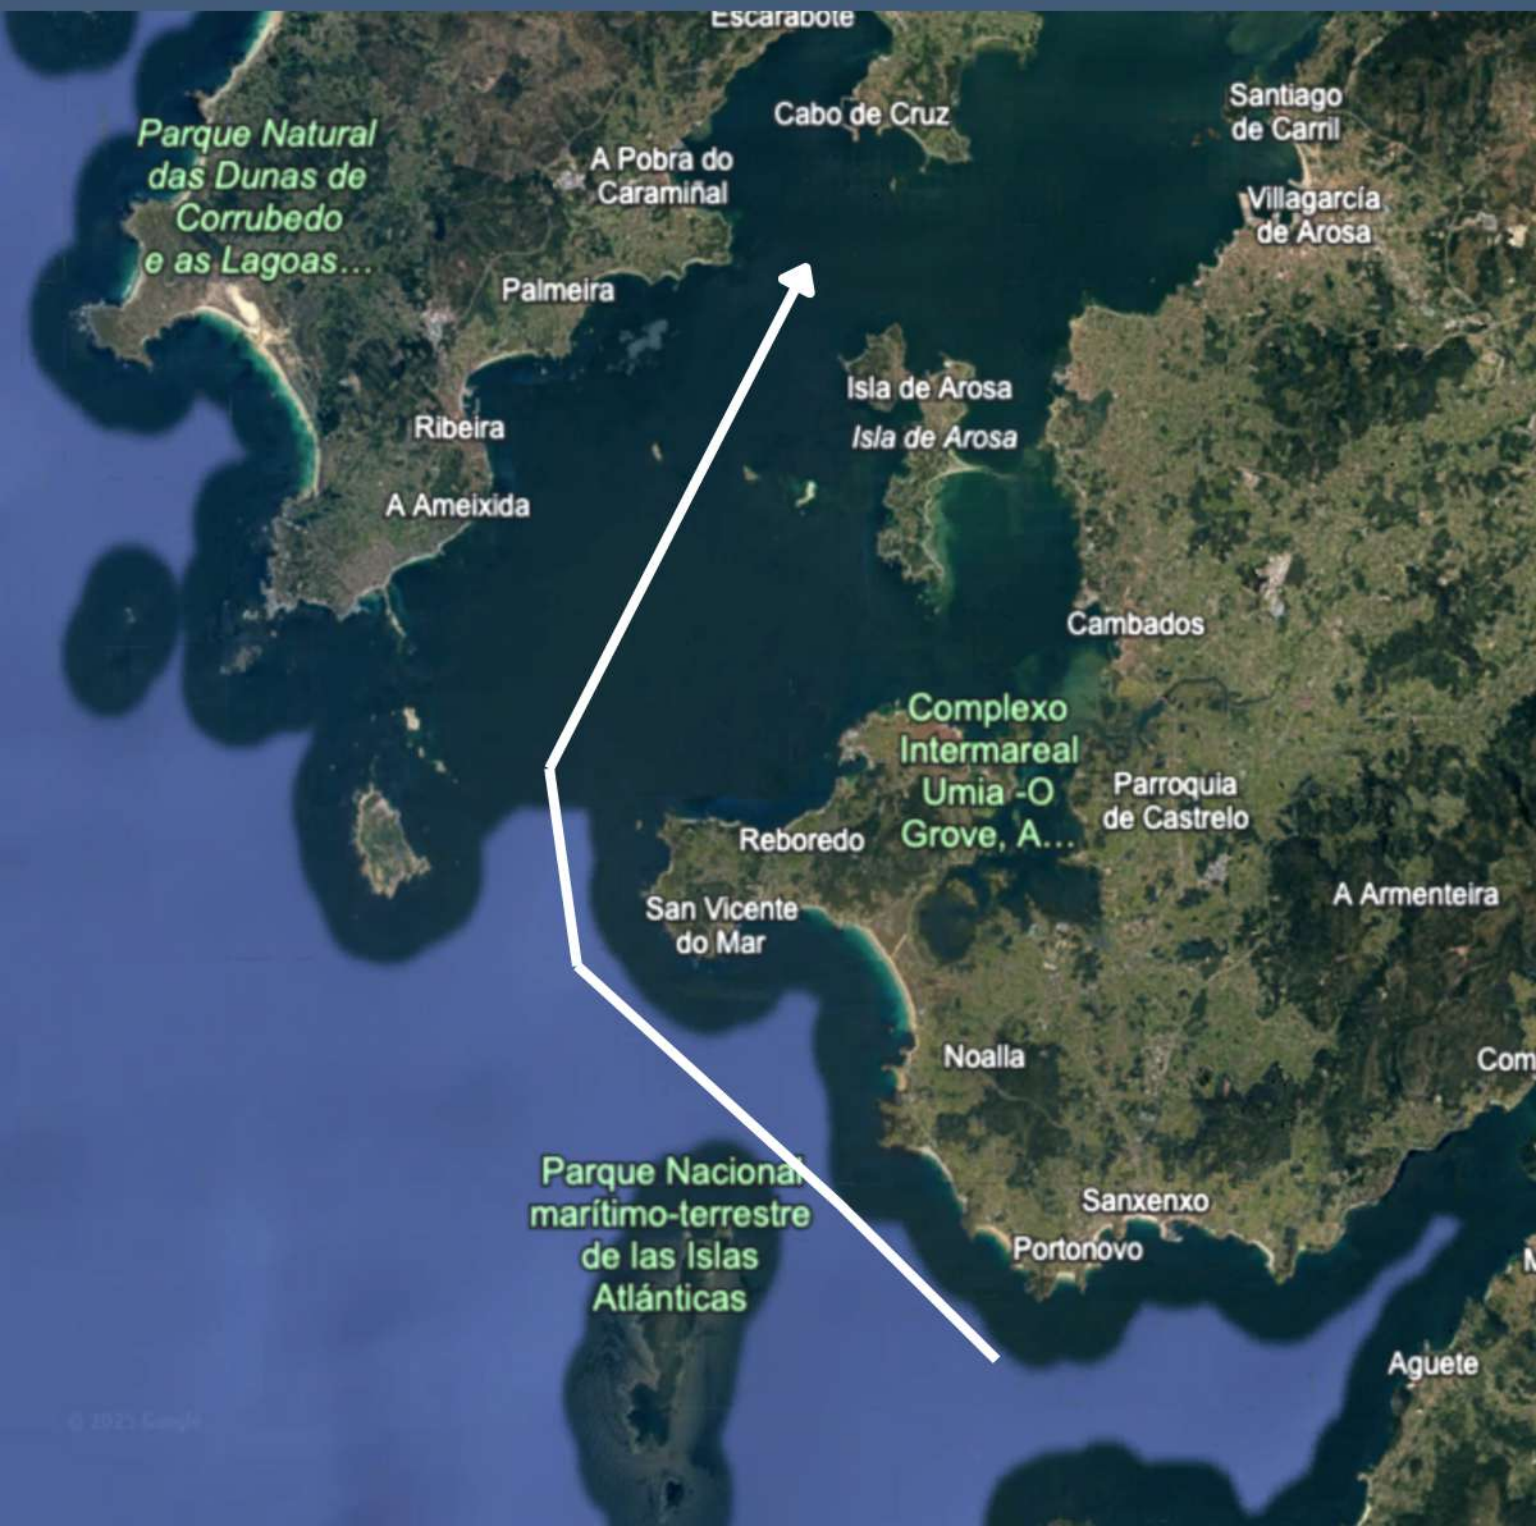 Escarabote
Cabo de Cruz
Santiago
de Carril
Parque Natural
das Dunas de
Corrubedo
e as Lagoas...
A Pobra do
Caramiñal
Villagarcía
de Arosa
Palmeira
Isla de Arosa
Isla de Arosa
Ribeira
A Ameixida
Cambados
Complexo
Intermareal
Umia -O
Grove, A...
Parroquia
de Castrelo
Reboredo
A Armenteira
San Vicente
do Mar
Noalla
Com
Parque Nacional
marítimo-terrestre
de las Islas
Atlánticas
Sanxenxo
Portonovo
M
Aguete
© 2025 Google